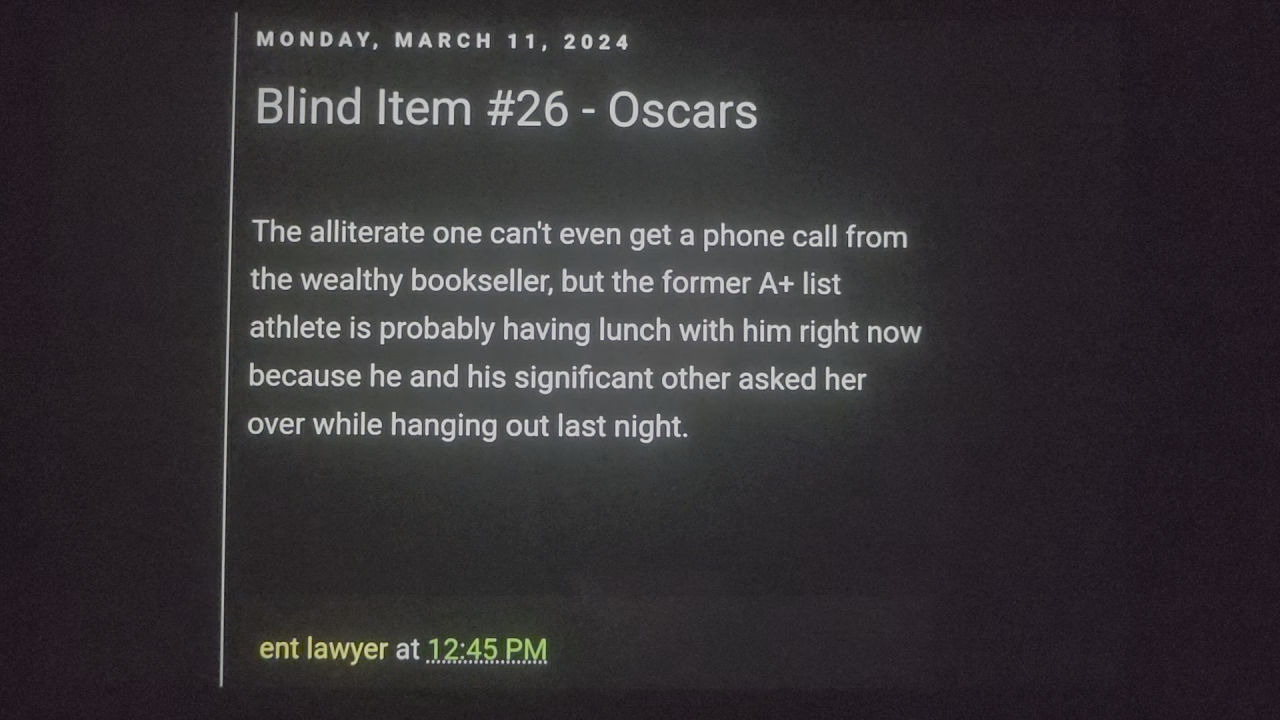 MONDAY, MARCH 11, 2024
Blind Item #26 - Oscars
The alliterate one can't even get a phone call from
the wealthy bookseller, but the former A+ list
athlete is probably having lunch with him right now
because he and his significant other asked her
over while hanging out last night.
ent lawyer at 12:45 PM